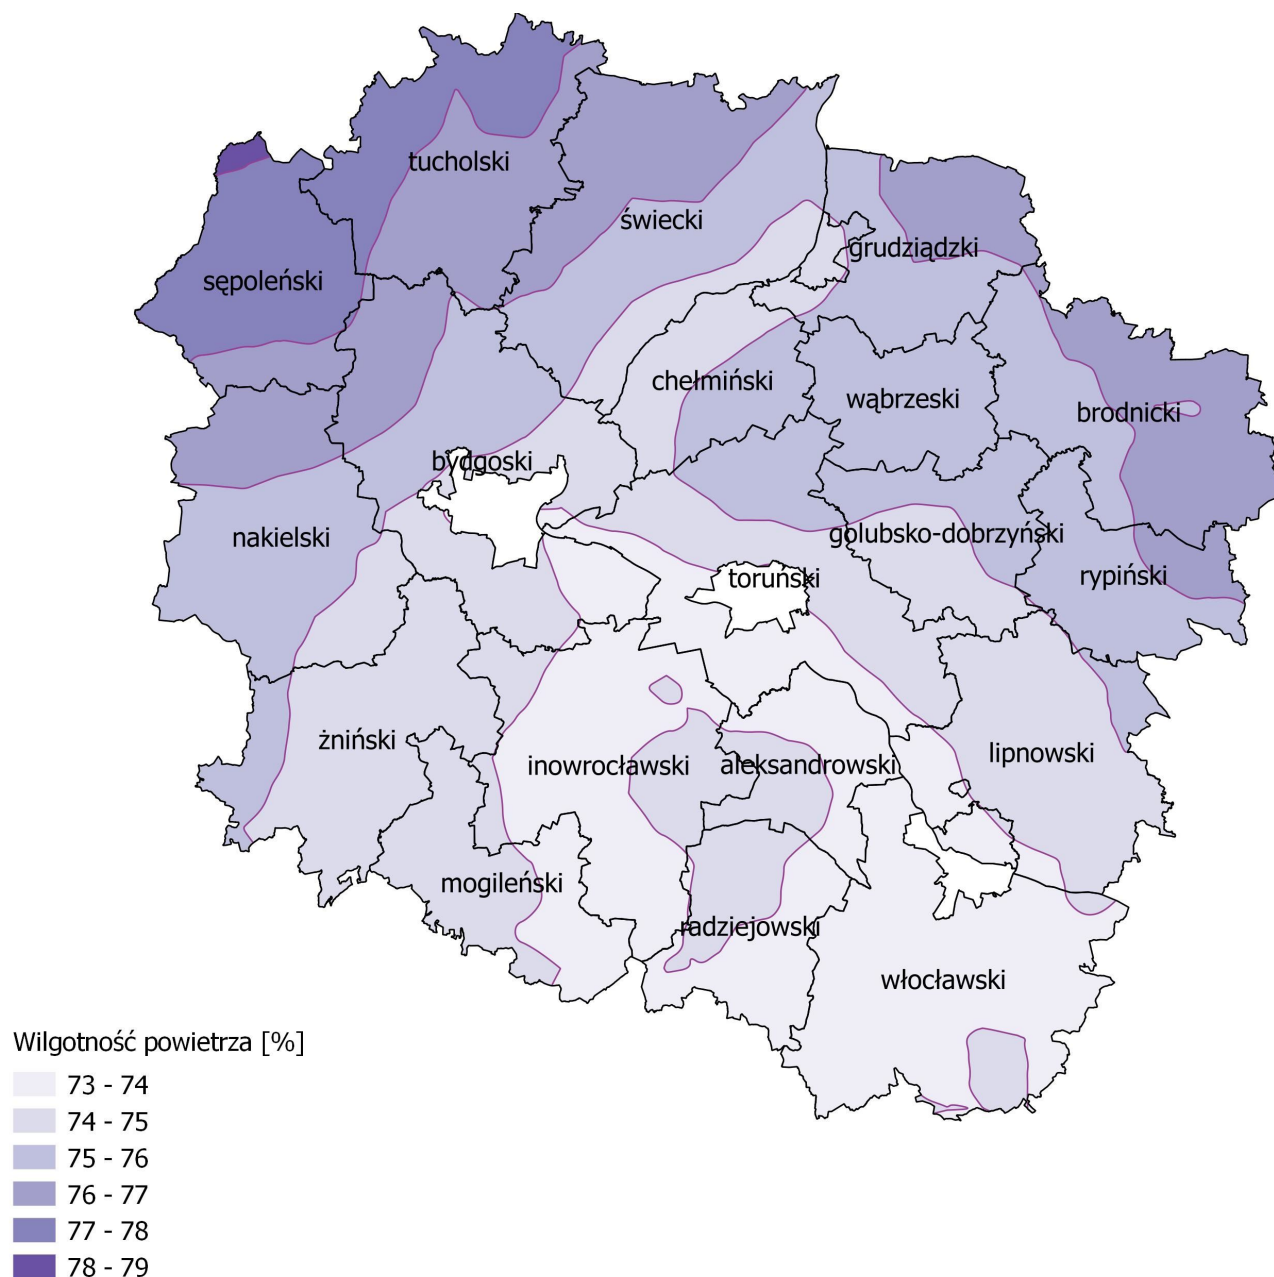 tucholski
świecki
grudziądzki
sępoleński
chełmiński
wąbrzeski
brodnicki
bydgoski
nakielski
golubsko-dobrzyński
toruński
rypiński
żniński
lipnowski
inowrocławski
aleksandrowski
mogileński
radziejowski
włocławski
Wilgotność powietrza [%]
73 - 74
74 - 75
75 - 76
76 - 77
77 - 78
78 - 79